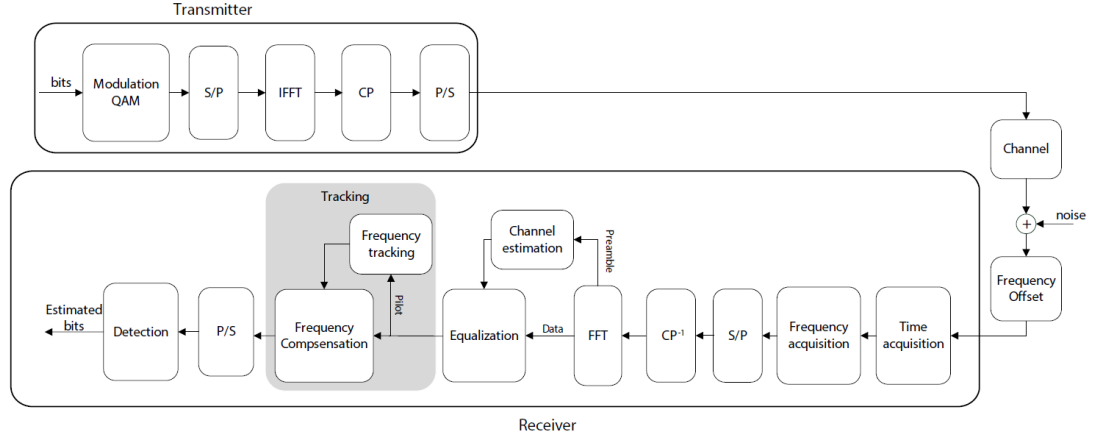 Transmitter
bits
Modulation
QAM
S/P
IFFT
CP
P/S
Channel
+
noise
Frequency
Offset
Tracking
Frequency
tracking
Channel
estimation
Preamble
Pilot
Estimated
bits
Detection
P/S
Frequency
Compsensation
Equalization
Data
FFT
CP⁻¹
S/P
Frequency
acquisition
Time
acquisition
Receiver